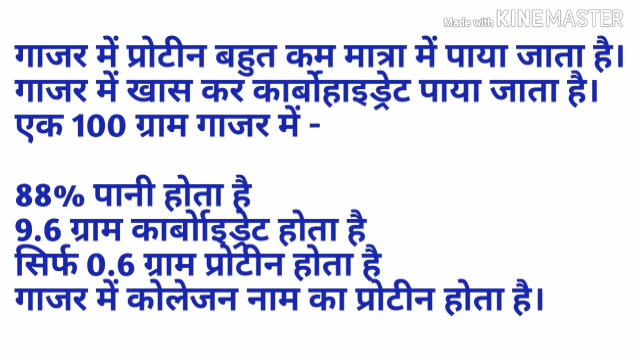 Made with KINEMASTER
गाजर में प्रोटीन बहुत कम मात्रा में पाया जाता है।
गाजर में खास कर कार्बोहाइड्रेट पाया जाता है।
एक 100 ग्राम गाजर में -
88% पानी होता है
9.6 ग्राम कार्बोाइड्रेट होता है
सिर्फ 0.6 ग्राम प्रोटीन होता है
गाजर में कोलेजन नाम का प्रोटीन होता है।